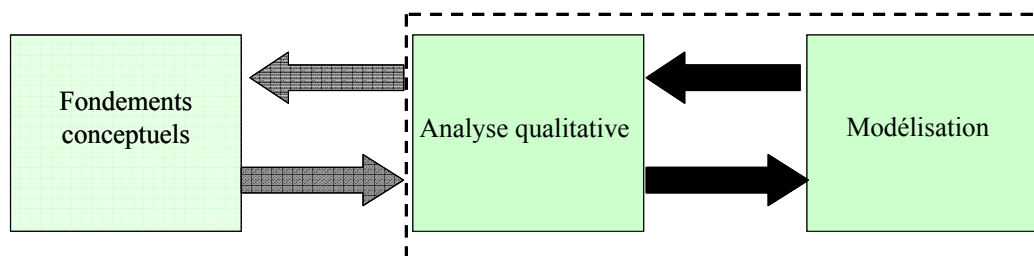 Fondements
conceptuels
Analyse qualitative
Modélisation